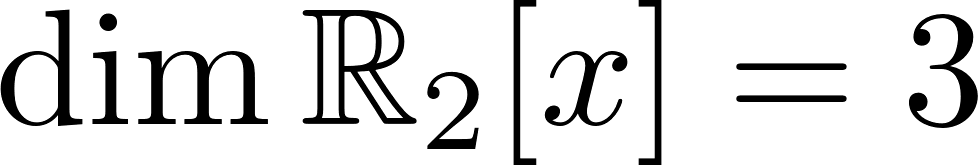 dim ℝ₂[x] = 3